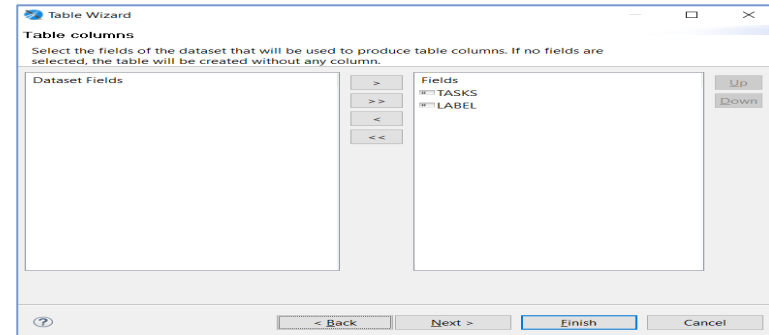 Table Wizard
Table columns
Select the fields of the dataset that will be used to produce table columns. If no fields are
selected, the table will be created without any column.
Dataset Fields
>
>>
<
<<
Fields
TASKS
LABEL
Up
Down
?
< Back
Next >
Finish
Cancel